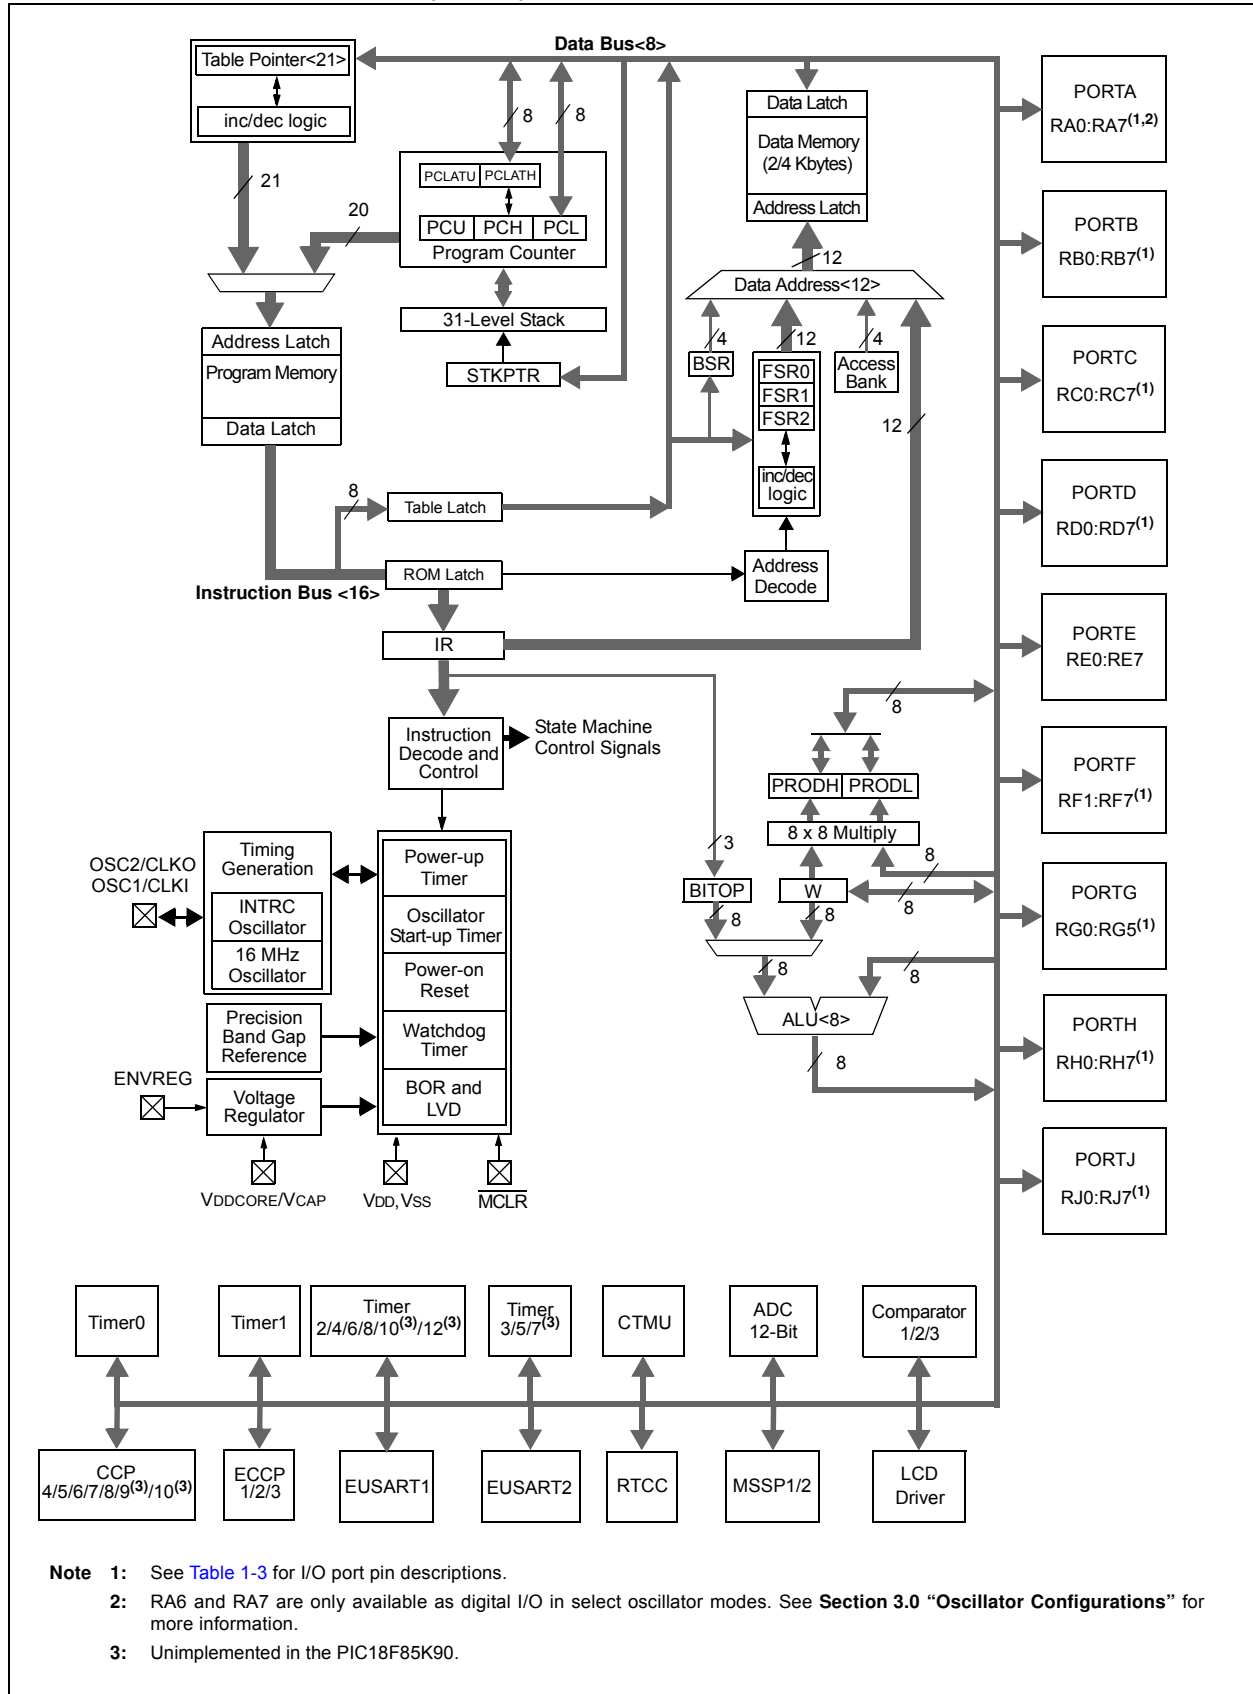 Data Bus<8>
Table Pointer<21>
inc/dec logic
21
8
8
20
PCLATU PCLATH
PCU PCH PCL
Program Counter
31-Level Stack
STKPTR
Address Latch
Program Memory
Data Latch
Data Latch
Data Memory
(2/4 Kbytes)
Address Latch
12
Data Address<12>
4
12
4
BSR
FSR0
FSR1
FSR2
inc/dec
logic
Access
Bank
12
8
Table Latch
ROM Latch
Instruction Bus <16>
Address
Decode
IR
Instruction
Decode and
Control
State Machine
Control Signals
8
PRODH PRODL
8 x 8 Multiply
3
8
BITOP
W
8
8
8
8
8
ALU<8>
8
OSC2/CLKO
OSC1/CLKI
Timing
Generation
INTRC
Oscillator
16 MHz
Oscillator
Power-up
Timer
Oscillator
Start-up Timer
Power-on
Reset
Watchdog
Timer
BOR and
LVD
Precision
Band Gap
Reference
ENVREG
Voltage
Regulator
VDDCORE/VCAP
VDD, VSS
MCLR
PORTA
RA0:RA7(1,2)
PORTB
RB0:RB7(1)
PORTC
RC0:RC7(1)
PORTD
RD0:RD7(1)
PORTE
RE0:RE7
PORTF
RF1:RF7(1)
PORTG
RG0:RG5(1)
PORTH
RH0:RH7(1)
PORTJ
RJ0:RJ7(1)
Timer0
Timer1
Timer
2/4/6/8/10(3)/12(3)
Timer
3/5/7(3)
CTMU
ADC
12-Bit
Comparator
1/2/3
CCP
4/5/6/7/8/9(3)/10(3)
ECCP
1/2/3
EUSART1
EUSART2
RTCC
MSSP1/2
LCD
Driver
Note 1: See Table 1-3 for I/O port pin descriptions.
2: RA6 and RA7 are only available as digital I/O in select oscillator modes. See Section 3.0 “Oscillator Configurations” for
more information.
3: Unimplemented in the PIC18F85K90.